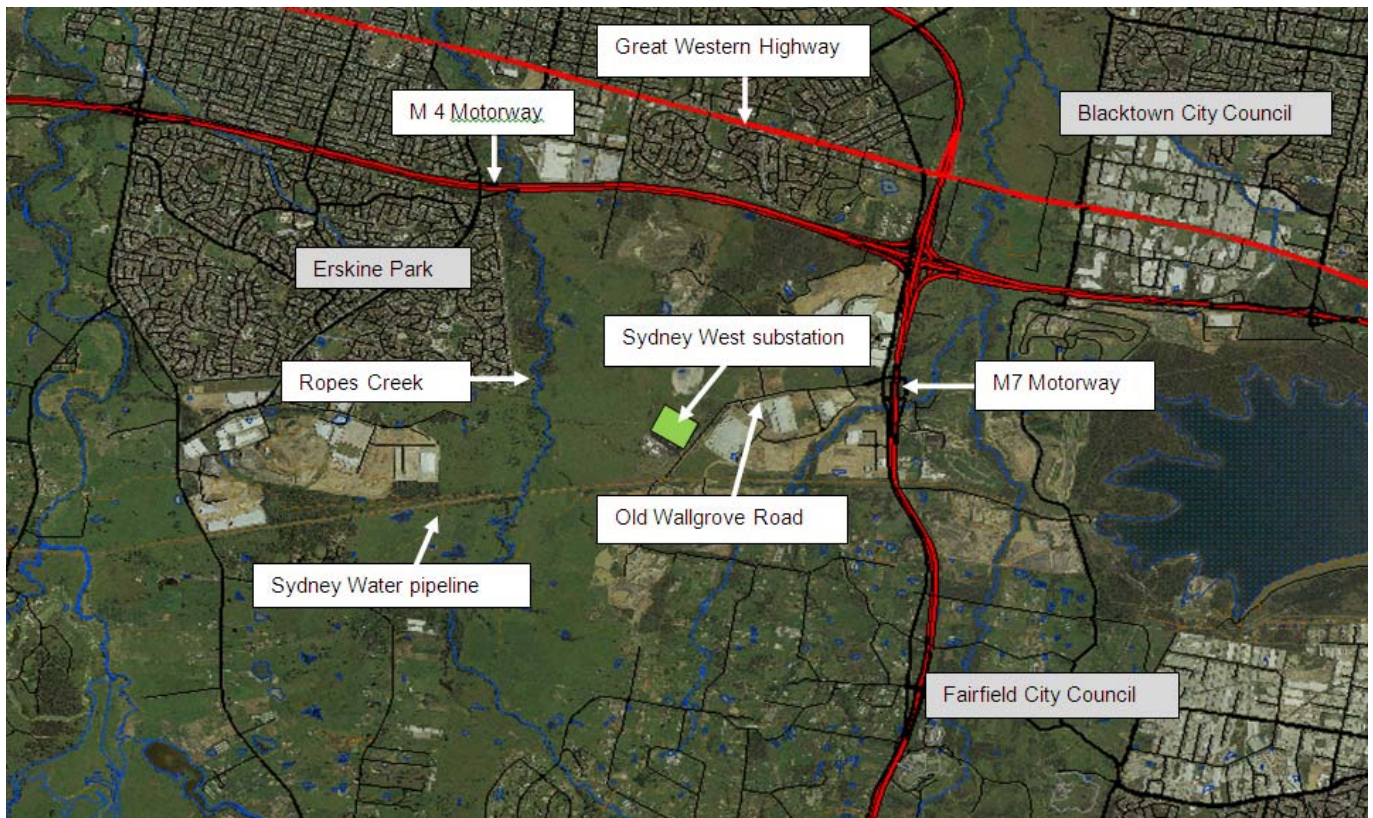 Great Western Highway
M 4 Motorway
Blacktown City Council
Erskine Park
Sydney West substation
Ropes Creek
M7 Motorway
Old Wallgrove Road
Sydney Water pipeline
Fairfield City Council